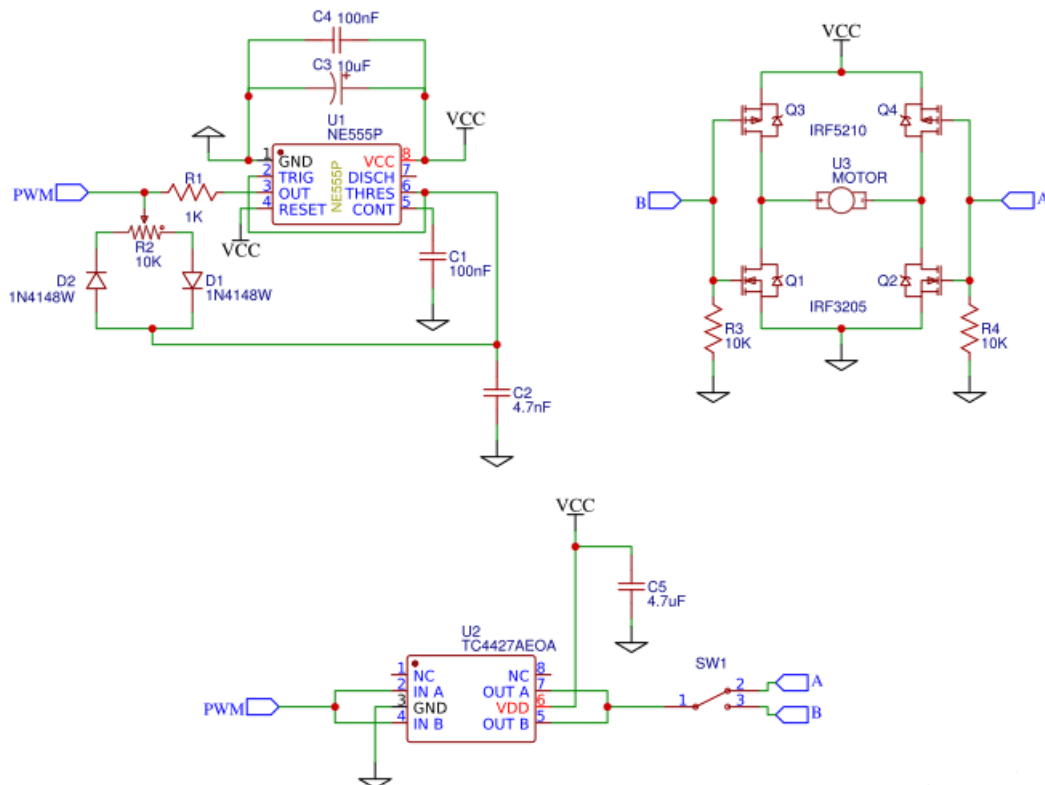 C4 100nF
C3 10uF
+
U1
NE555P
VCC
1 GND
VCC 8
2 TRIG
DISCH 7
3 OUT
THRES 6
4 RESET
CONT 5
NE555P
PWM
R1
1K
VCC
R2
10K
D2
1N4148W
D1
1N4148W
C1
100nF
C2
4.7nF
VCC
Q3
Q4
IRF5210
U3
MOTOR
B
A
Q1
Q2
IRF3205
R3
10K
R4
10K
VCC
C5
4.7uF
U2
TC4427AEOA
1 NC
NC 8
2 IN A
OUT A 7
3 GND
VDD 6
4 IN B
OUT B 5
PWM
SW1
1
2
3
A
B